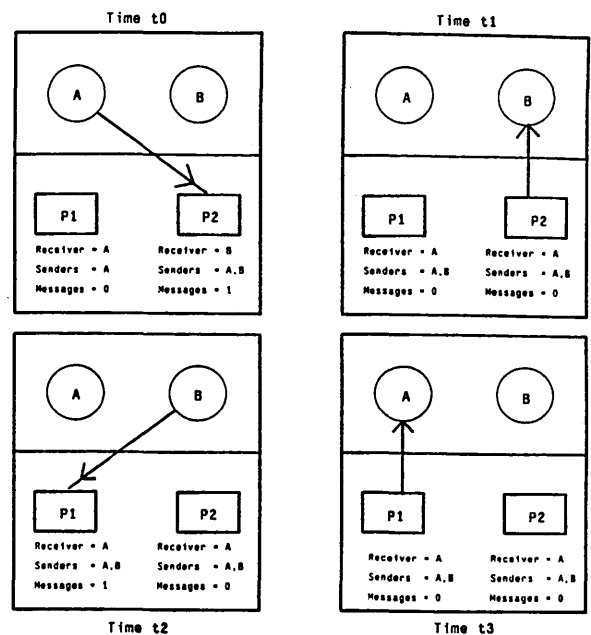 Time t0
Time t1
A
B
A
B
P1
P2
P1
P2
Receiver - A
Receiver - B
Receiver - A
Receiver - A
Senders - A
Senders - A,B
Senders - A,B
Senders - A,B
Messages - 0
Messages - 1
Messages - 0
Messages - 0
A
B
A
B
P1
P2
P1
P2
Receiver - A
Receiver - A
Receiver - A
Receiver - A
Senders - A,B
Senders - A,B
Senders - A,B
Senders - A,B
Messages - 1
Messages - 0
Messages - 0
Messages - 0
Time t2
Time t3